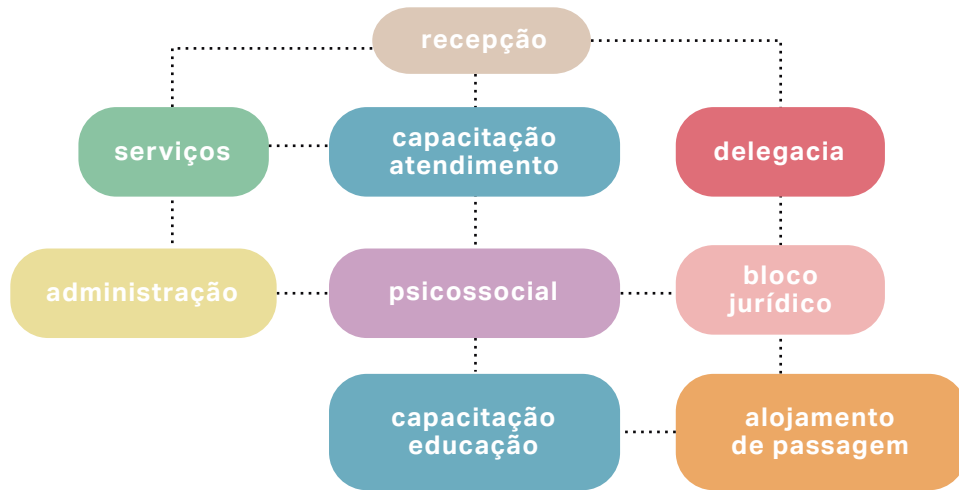 recepção
serviços
capacitação
atendimento
delegacia
administração
psicossocial
bloco
jurídico
capacitação
educação
alojamento
de passagem